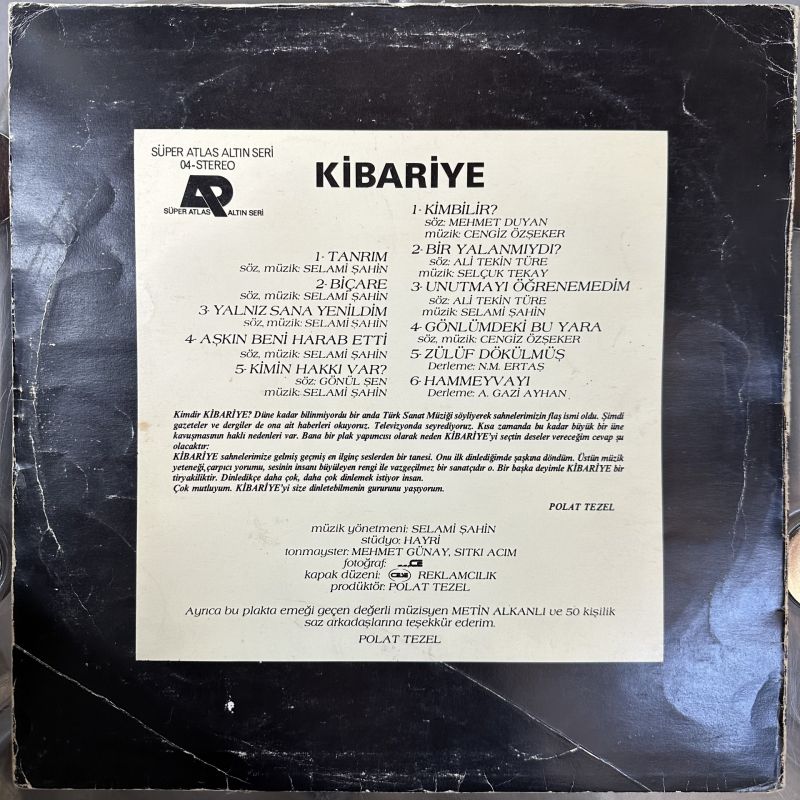 SÜPER ATLAS ALTIN SERİ
04-STEREO
SÜPER ATLAS ALTIN SERİ
KİBARİYE
1- TANRIM
söz, müzik: SELAMİ ŞAHİN
2- BİÇARE
söz, müzik: SELAMİ ŞAHİN
3- YALNIZ SANA YENİLDİM
söz, müzik: SELAMİ ŞAHİN
4- AŞKIN BENİ HARAB ETTİ
söz, müzik: SELAMİ ŞAHİN
5- KİMİN HAKKI VAR?
söz: GÖNÜL ŞEN
müzik: SELAMİ ŞAHİN
1- KİMBİLİR?
söz: MEHMET DUYAN
müzik: CENGİZ ÖZŞEKER
2- BİR YALANMIYDI?
söz: ALİ TEKİN TÜRE
müzik: SELÇUK TEKAY
3- UNUTMAYI ÖĞRENEMEDİM
söz: ALİ TEKİN TÜRE
müzik: SELAMİ ŞAHİN
4- GÖNLÜMDEKİ BU YARA
söz, müzik: CENGİZ ÖZŞEKER
5- ZÜLÜF DÖKÜLMÜŞ
Derleme: N.M. ERTAŞ
6- HAMMEYVAYI
Derleme: A. GAZİ AYHAN
Kimdir KİBARİYE? Düne kadar bilinmiyordu bir anda Türk Sanat Müziği söyliyerek sahnelerimizin flaş ismi oldu. Şimdi
gazeteler ve dergiler de ona ait haberleri okuyoruz. Televizyonda seyrediyoruz. Kısa zamanda bu kadar büyük bir üne
kavuşmasının haklı nedenleri var. Bana bir plak yapımcısı olarak neden KİBARİYE'yi seçtin deseler vereceğim cevap şu
olacaktır:
KİBARİYE sahnelerimize gelmiş geçmiş en ilginç seslerden bir tanesi. Onu ilk dinlediğimde şaşkına döndüm. Üstün müzik
yeteneği, çarpıcı yorumu, sesinin insanı büyüleyen rengi ile vazgeçilmez bir sanatçıdır o. Bir başka deyimle KİBARİYE bir
tiryakiliktir. Dinledikçe daha çok, daha çok dinlemek istiyor insan.
Çok mutluyum. KİBARİYE'yi size dinletebilmenin gururunu yaşıyorum.
POLAT TEZEL
müzik yönetmeni: SELAMİ ŞAHİN
stüdyo: HAYRİ
tonmayster: MEHMET GÜNAY, SITKI ACIM
fotoğraf:
kapak düzeni: REKLAMCILIK
prodüktör: POLAT TEZEL
Ayrıca bu plakta emeği geçen değerli müzisyen METİN ALKANLI ve 50 kişilik
saz arkadaşlarına teşekkür ederim.
POLAT TEZEL